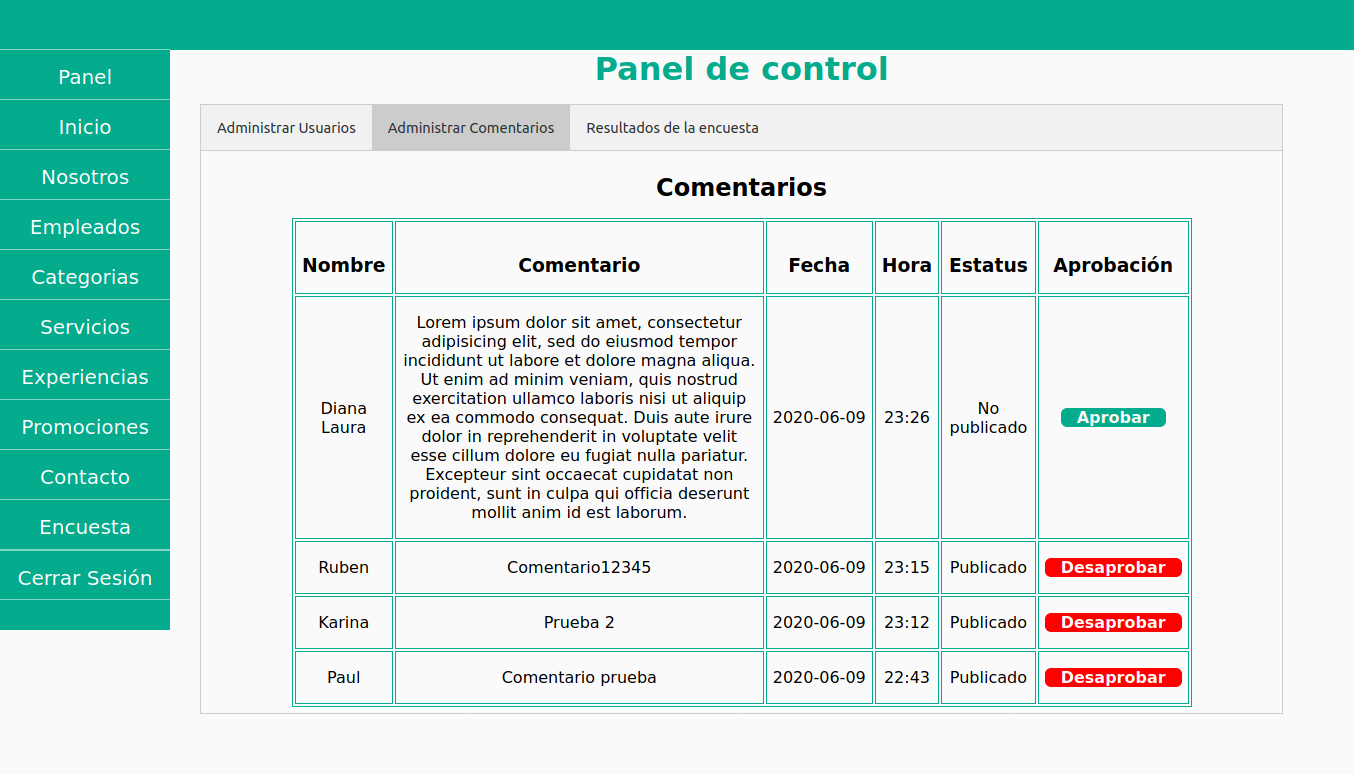 Panel de control
Panel
Inicio
Nosotros
Empleados
Categorias
Servicios
Experiencias
Promociones
Contacto
Encuesta
Cerrar Sesión
Administrar Usuarios Administrar Comentarios Resultados de la encuesta
Comentarios
Nombre Comentario Fecha Hora Estatus Aprobación
Diana
Laura
Lorem ipsum dolor sit amet, consectetur
adipisicing elit, sed do eiusmod tempor
incididunt ut labore et dolore magna aliqua.
Ut enim ad minim veniam, quis nostrud
exercitation ullamco laboris nisi ut aliquip
ex ea commodo consequat. Duis aute irure
dolor in reprehenderit in voluptate velit
esse cillum dolore eu fugiat nulla pariatur.
Excepteur sint occaecat cupidatat non
proident, sunt in culpa qui officia deserunt
mollit anim id est laborum.
2020-06-09 23:26
No
publicado
Aprobar
Ruben Comentario12345 2020-06-09 23:15 Publicado Desaprobar
Karina Prueba 2 2020-06-09 23:12 Publicado Desaprobar
Paul Comentario prueba 2020-06-09 22:43 Publicado Desaprobar